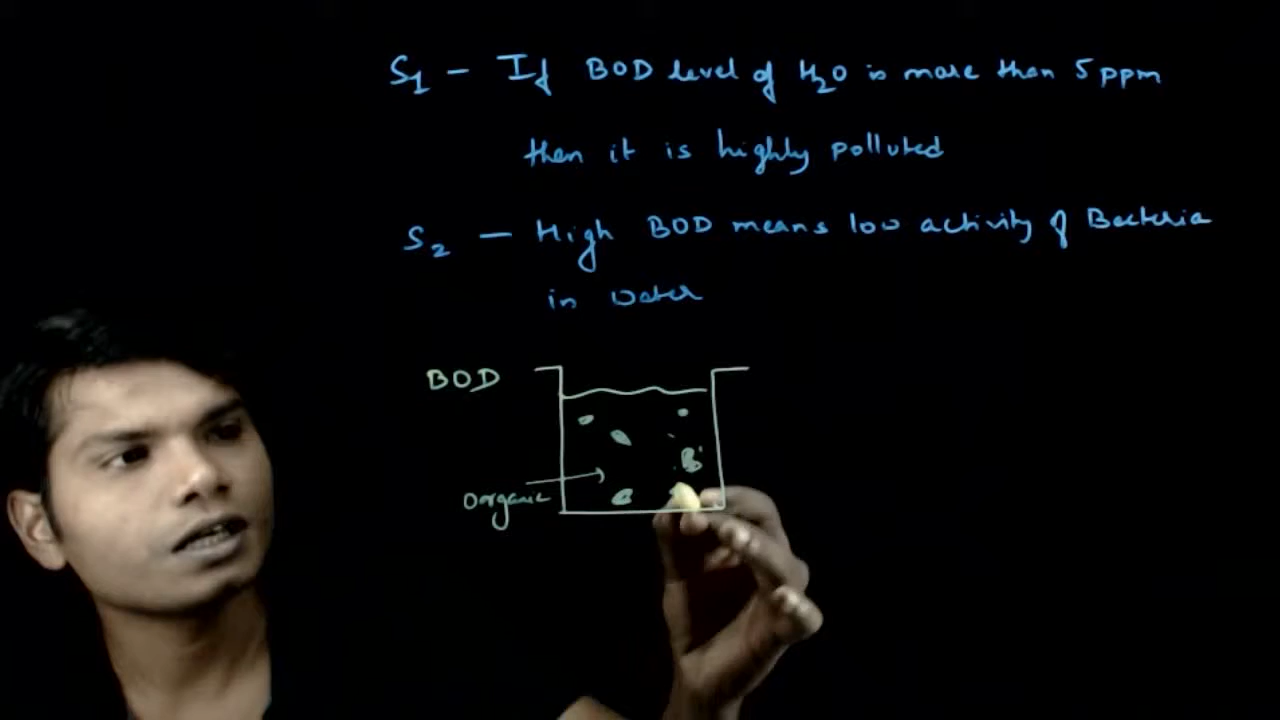 S1 - If BOD level of H2O is more than 5 ppm
then it is highly polluted
S2 - High BOD means low activity of Bacteria
in water
BOD
B
Oorganic